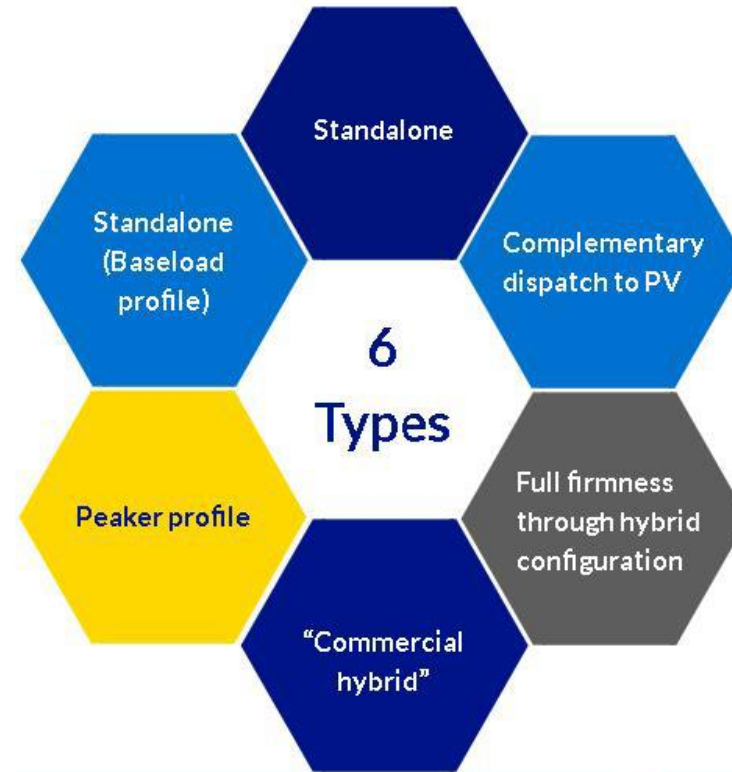 Standalone
Standalone
(Baseload
profile)
Complementary
dispatch to PV
6
Types
Peaker profile
Full firmness
through hybrid
configuration
“Commercial
hybrid”